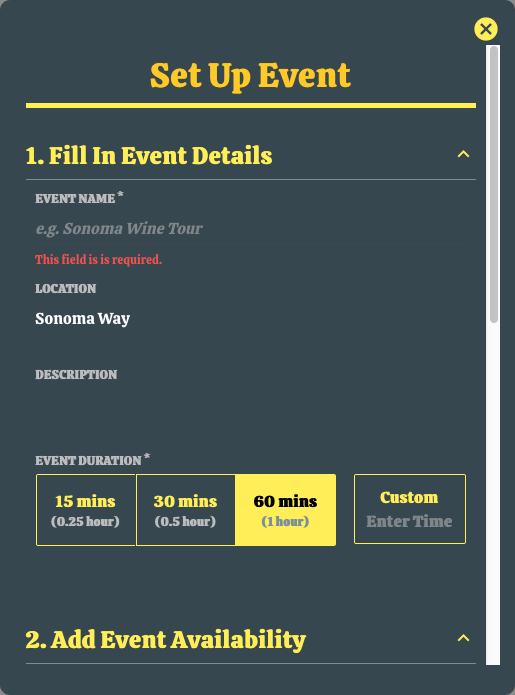 Set Up Event
1. Fill In Event Details
EVENT NAME *
e.g. Sonoma Wine Tour
This field is is required.
LOCATION
Sonoma Way
DESCRIPTION
EVENT DURATION *
15 mins 30 mins 60 mins Custom
(0.25 hour) (0.5 hour) (1 hour) Enter Time
2. Add Event Availability